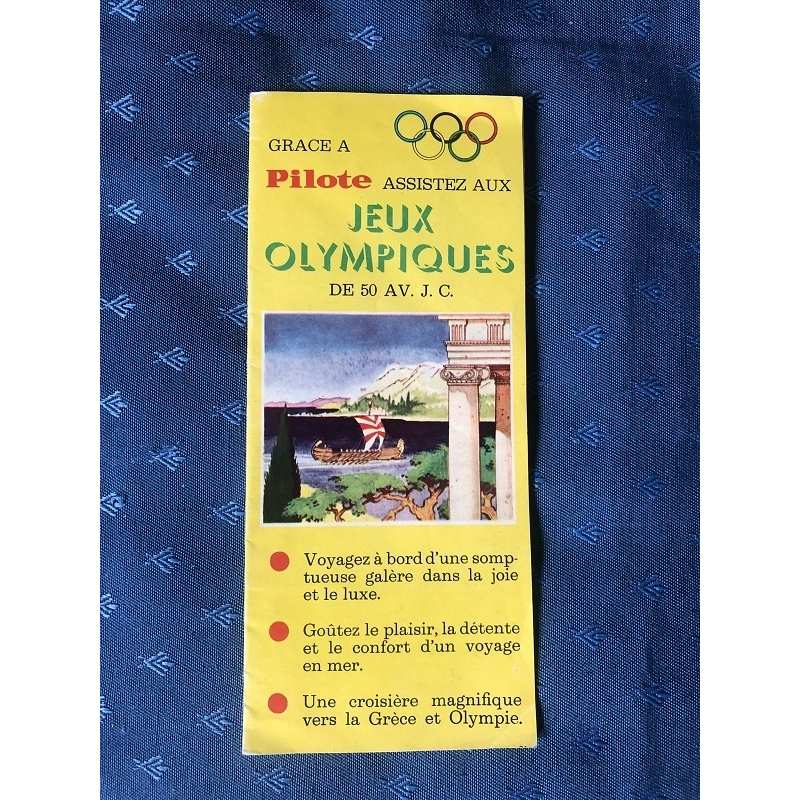 GRACE A
Pilote ASSISTEZ AUX
JEUX
OLYMPIQUES
DE 50 AV. J. C.
Voyagez à bord d'une somp-
tueuse galère dans la joie
et le luxe.
Goûtez le plaisir, la détente
et le confort d'un voyage
en mer.
Une croisière magnifique
vers la Grèce et Olympie.